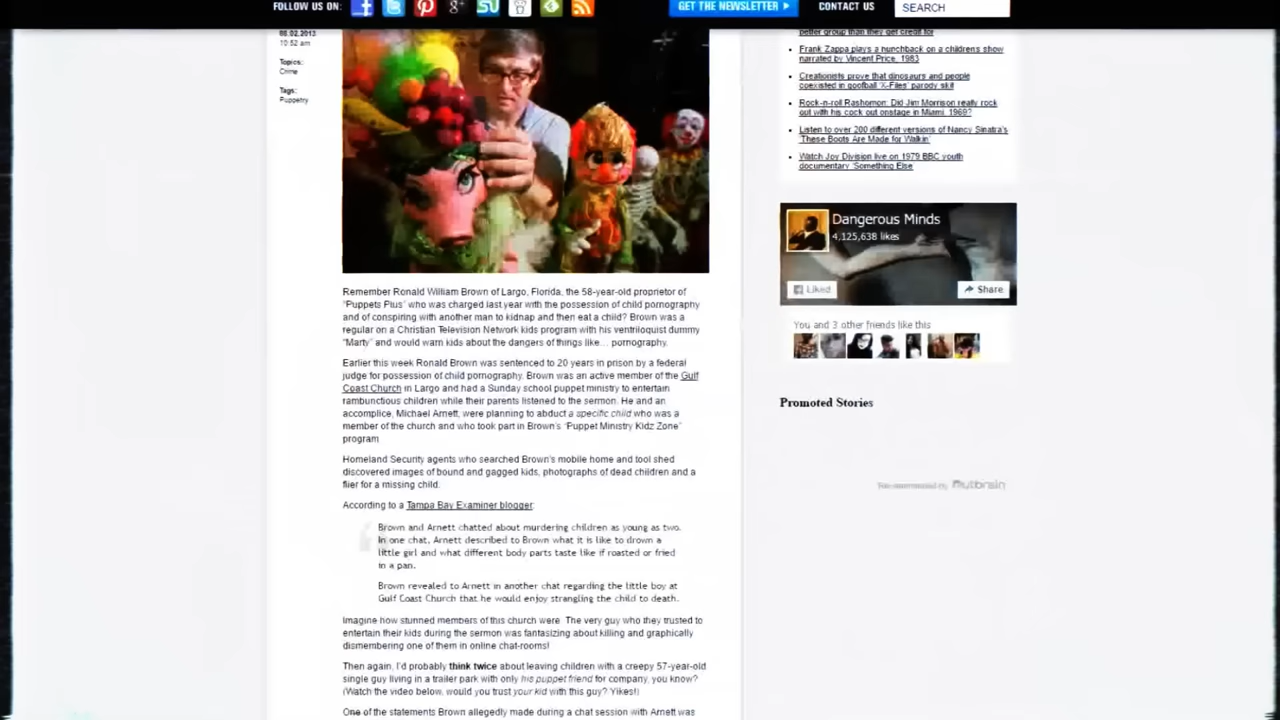 FOLLOW US ON:
GET THE NEWSLETTER
CONTACT US
SEARCH
08.02.2013
10:52 am
Topics:
Crime
Tags:
Puppetry
better group than they get credit for
Frank Zappa plays a hunchback on a childrens show
narrated by Vincent Price, 1983
Creationists prove that dinosaurs and people
coexisted in goofball 'X-Files' parody skit
Rock-n-roll Rashomon: Did Jim Morrison really rock
out with his cock out onstage in Miami, 1969?
Listen to over 200 different versions of Nancy Sinatra's
'These Boots Are Made for Walkin'
Watch Joy Division live on 1979 BBC youth
documentary 'Something Else'
Dangerous Minds
4,125,638 likes
Liked
Share
You and 3 other friends like this
Promoted Stories
Remember Ronald William Brown of Largo, Florida, the 58-year-old proprietor of
"Puppets Plus" who was charged last year with the possession of child pornography
and of conspiring with another man to kidnap and then eat a child? Brown was a
regular on a Christian Television Network kids program with his ventriloquist dummy
"Marty" and would warn kids about the dangers of things like... pornography.
Earlier this week Ronald Brown was sentenced to 20 years in prison by a federal
judge for possession of child pornography. Brown was an active member of the Gulf
Coast Church in Largo and had a Sunday school puppet ministry to entertain
rambunctious children while their parents listened to the sermon. He and an
accomplice, Michael Arnett, were planning to abduct a specific child who was a
member of the church and who took part in Brown's "Puppet Ministry Kidz Zone"
program
Homeland Security agents who searched Brown's mobile home and tool shed
discovered images of bound and gagged kids, photographs of dead children and a
flier for a missing child.
According to a Tampa Bay Examiner blogger:
Brown and Arnett chatted about murdering children as young as two.
In one chat, Arnett described to Brown what it is like to drown a
little girl and what different body parts taste like if roasted or fried
in a pan.
Brown revealed to Arnett in another chat regarding the little boy at
Gulf Coast Church that he would enjoy strangling the child to death.
Imagine how stunned members of this church were. The very guy who they trusted to
entertain their kids during the sermon was fantasizing about killing and graphically
dismembering one of them in online chat-rooms!
Then again, I'd probably think twice about leaving children with a creepy 57-year-old
single guy living in a trailer park with only his puppet friend for company, you know?
(Watch the video below, would you trust your kid with this guy? Yikes!)
One of the statements Brown allegedly made during a chat session with Arnett was